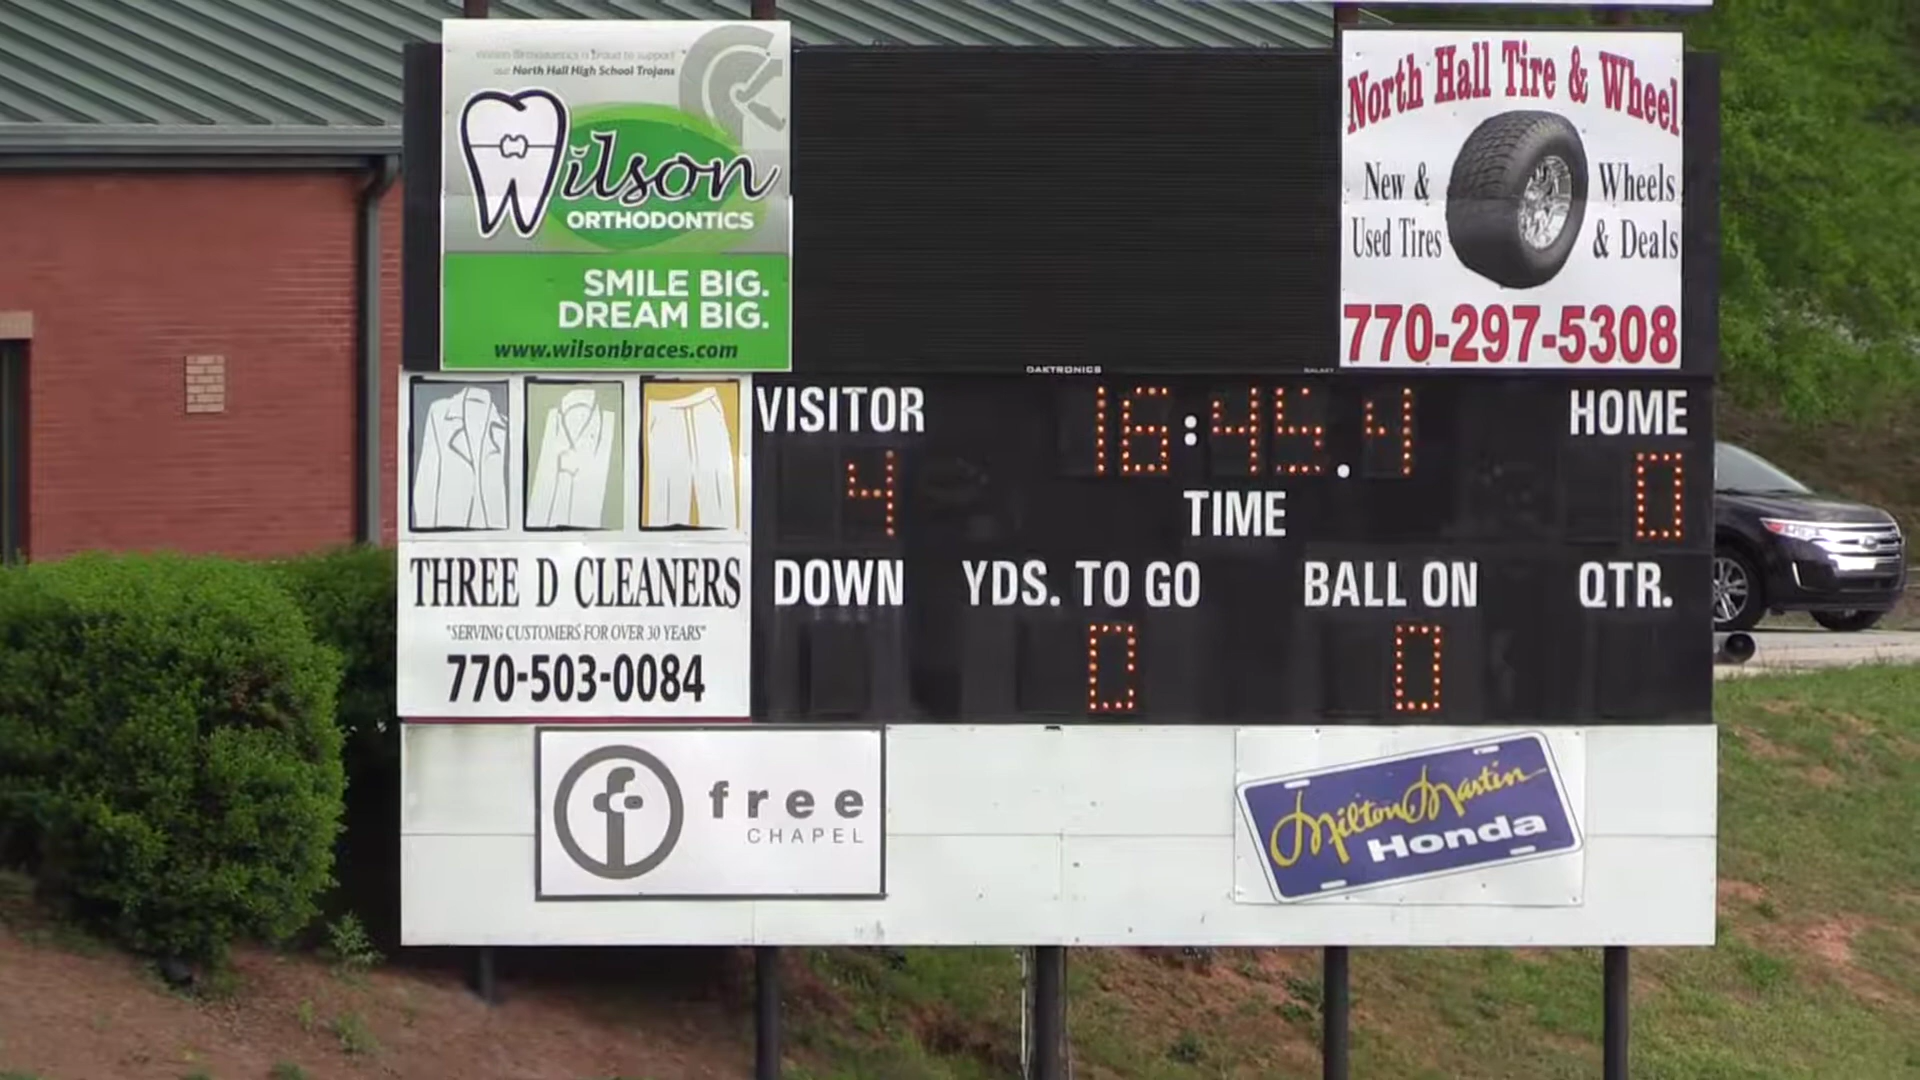 Wilson Orthodontics is proud to support
our North Hall High School Trojans
Wilson
ORTHODONTICS
SMILE BIG.
DREAM BIG.
www.wilsonbraces.com
North Hall Tire & Wheel
New &
Used Tires
Wheels
& Deals
770-297-5308
DAKTRONICS
GALAXY
VISITOR
16:45.4
HOME
4
TIME
0
DOWN
YDS. TO GO
BALL ON
QTR.
0
0
THREE D CLEANERS
"SERVING CUSTOMERS FOR OVER 30 YEARS"
770-503-0084
free
CHAPEL
Milton Martin
Honda